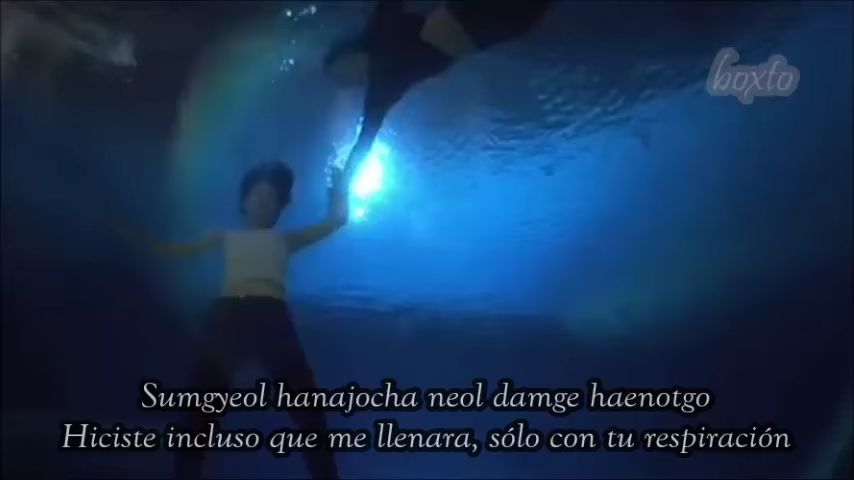 boxto
Sumgyeol hanajocha neol damge haenotgo
Hiciste incluso que me llenara, sólo con tu respiración